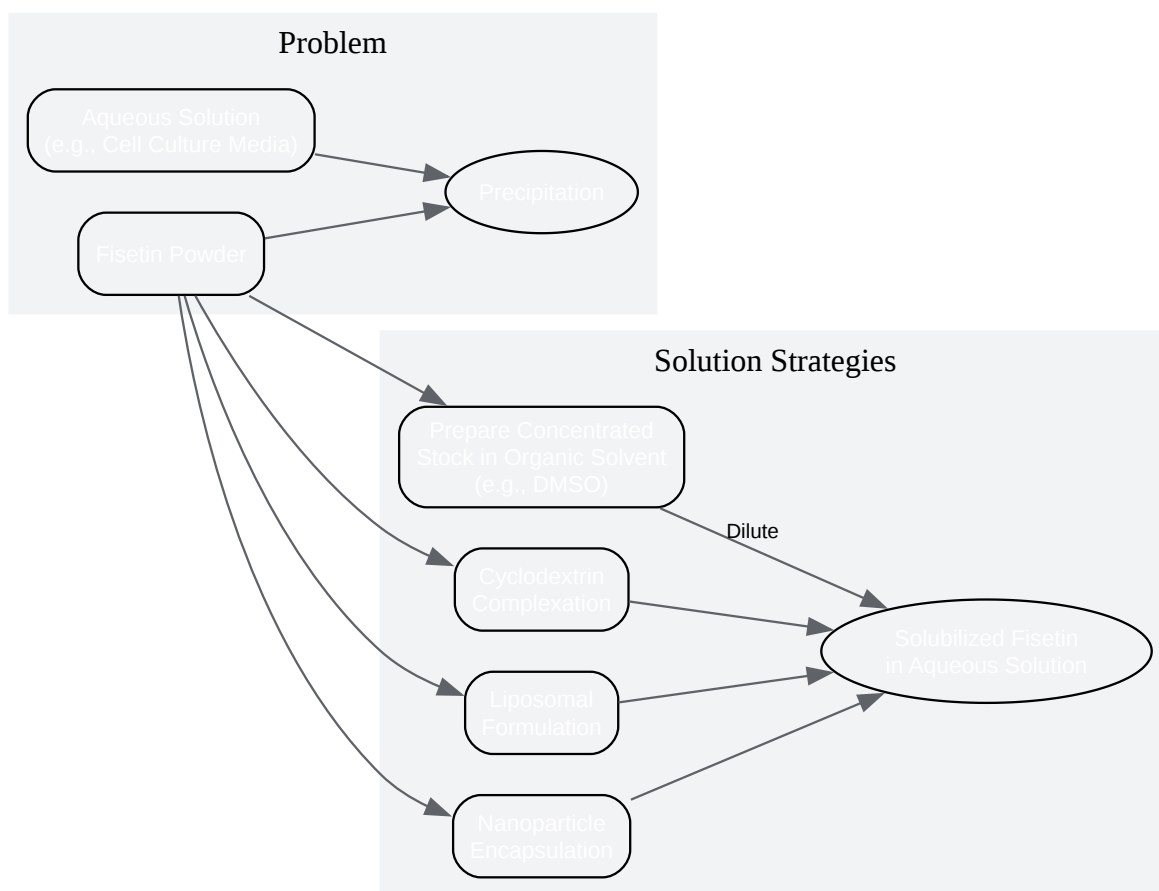 Problem
Aqueous Solution
(e.g., Cell Culture Media)
Precipitation
Fisetin Powder
Solution Strategies
Prepare Concentrated
Stock in Organic Solvent
(e.g., DMSO)
Dilute
Cyclodextrin
Complexation
Solubilized Fisetin
in Aqueous Solution
Liposomal
Formulation
Nanoparticle
Encapsulation